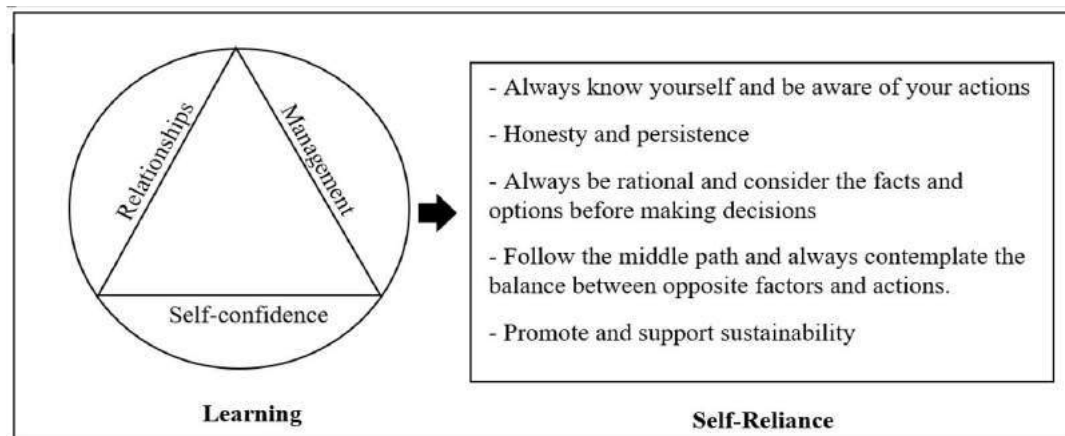 Relationships
Management
Self-confidence
Learning
- Always know yourself and be aware of your actions
- Honesty and persistence
- Always be rational and consider the facts and
options before making decisions
- Follow the middle path and always contemplate the
balance between opposite factors and actions.
- Promote and support sustainability
Self-Reliance